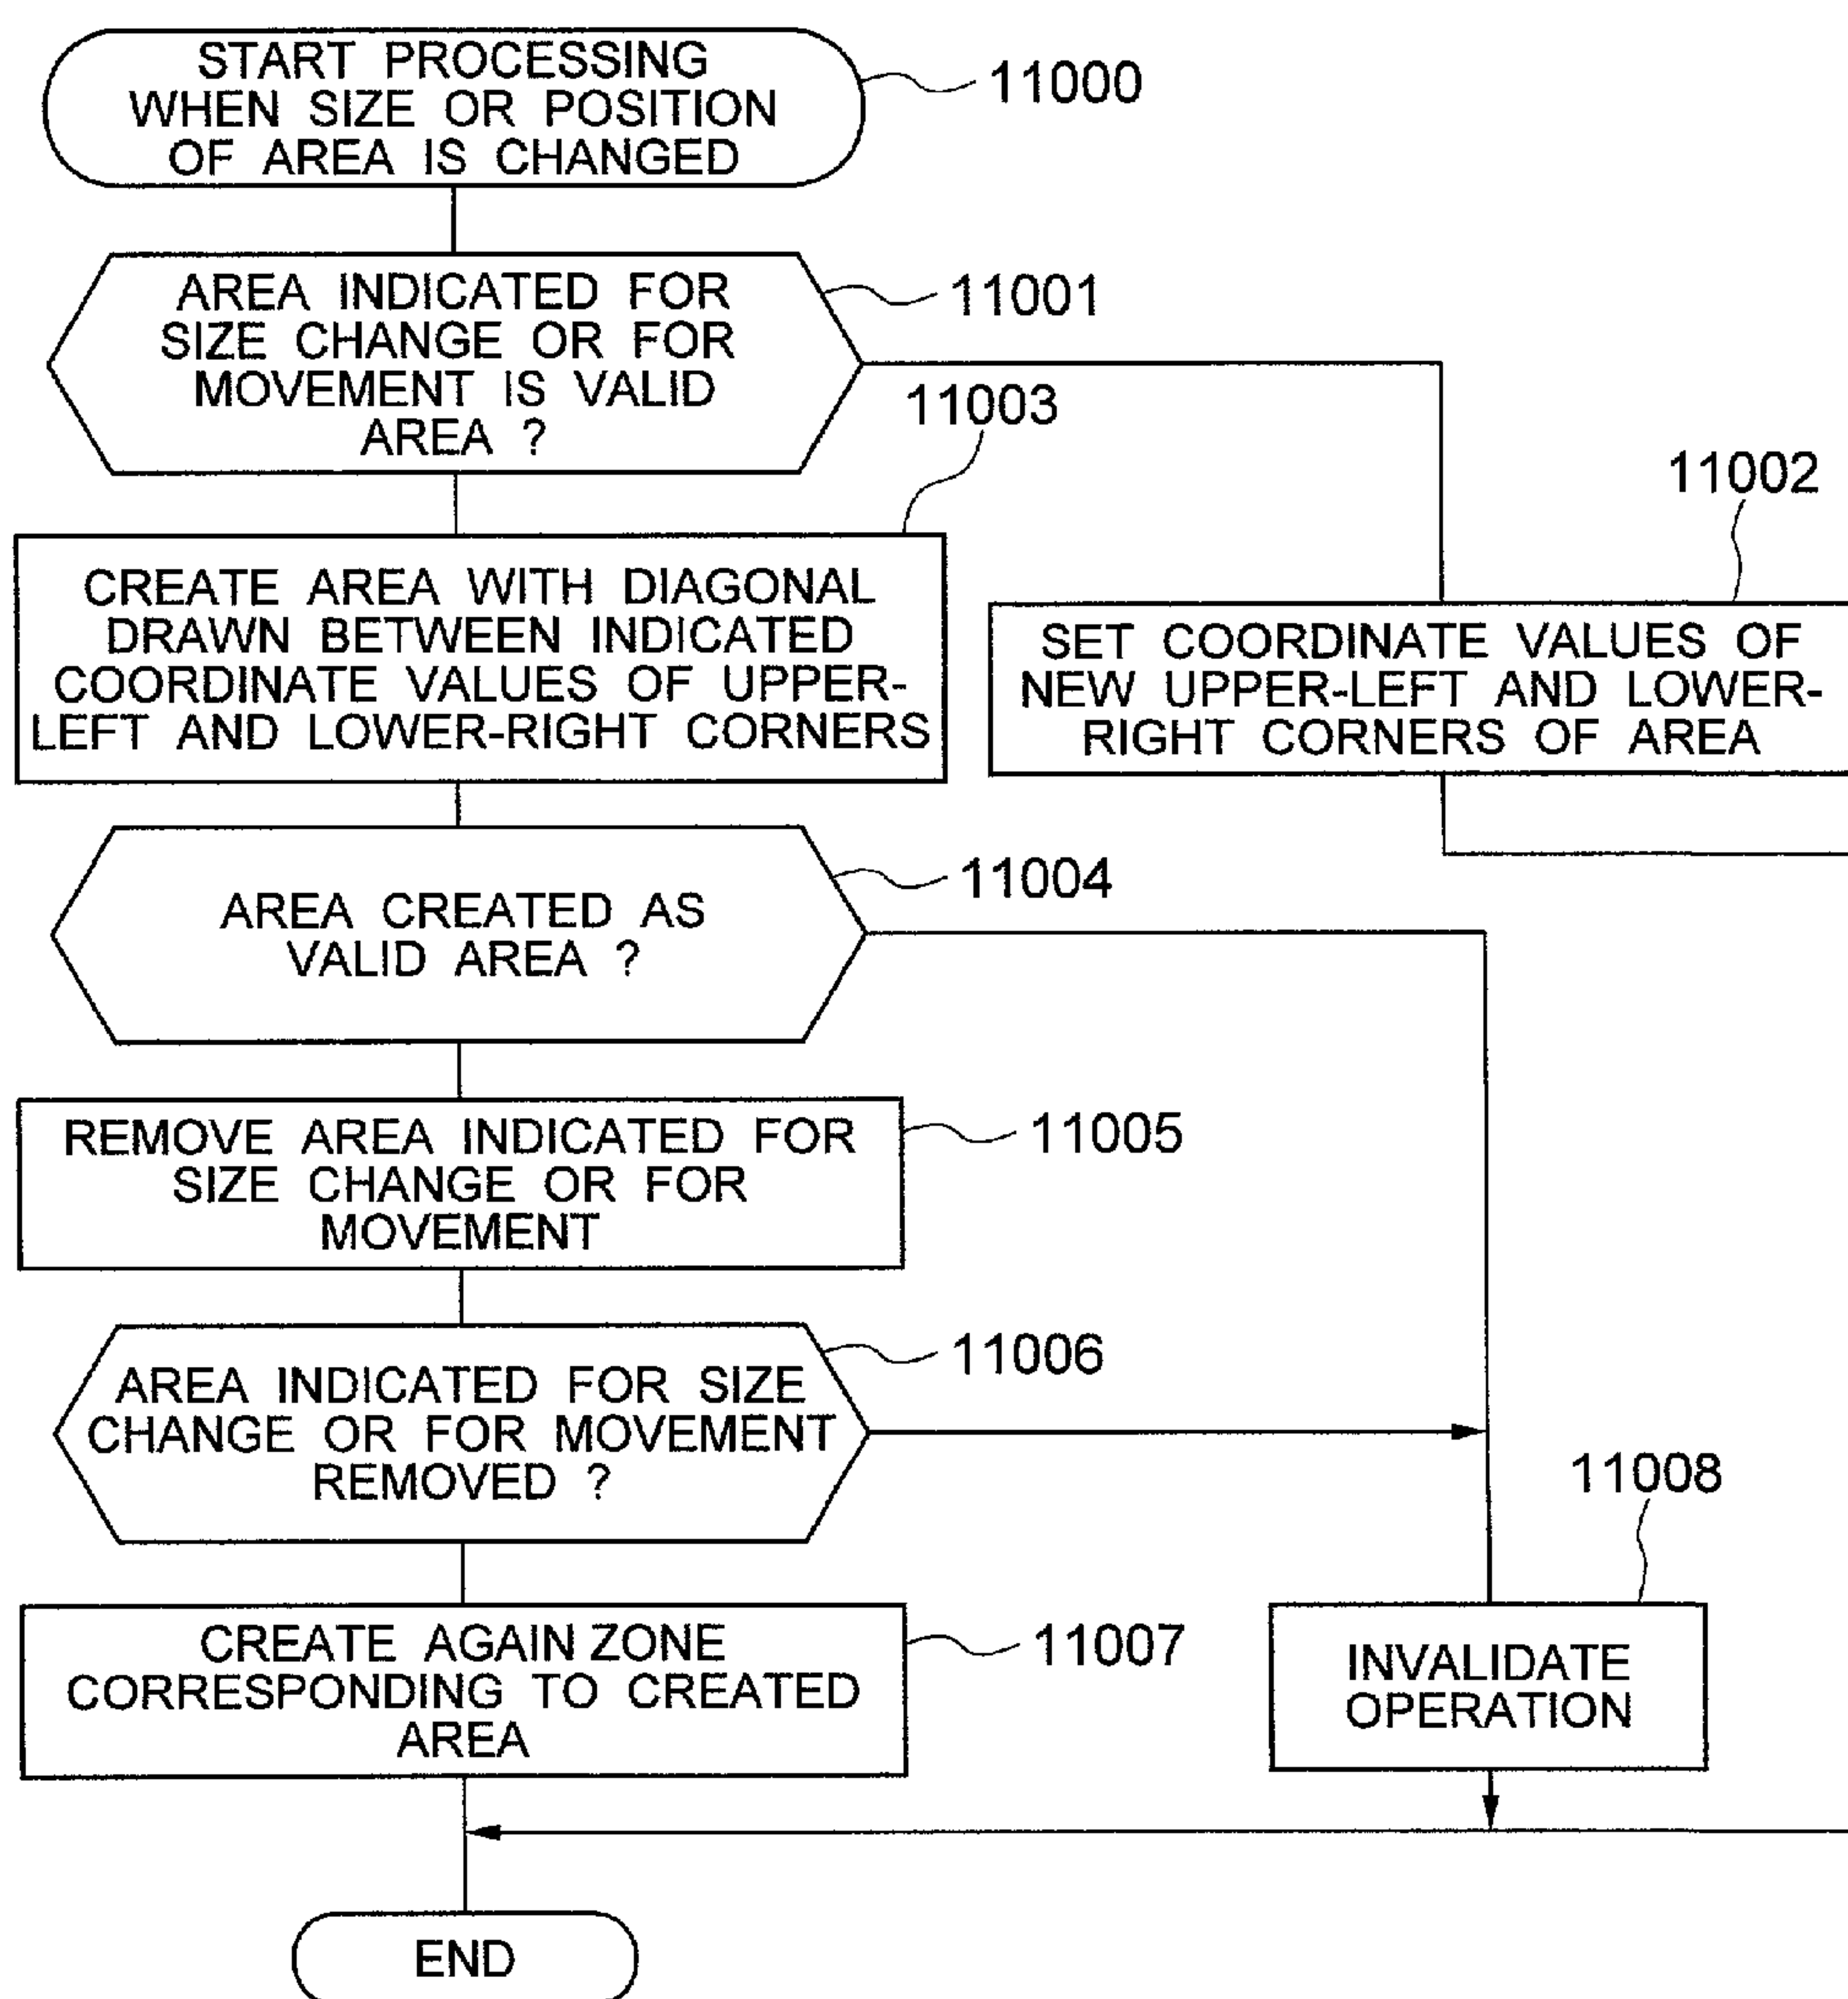 START PROCESSING
WHEN SIZE OR POSITION
OF AREA IS CHANGED
11000
AREA INDICATED FOR
SIZE CHANGE OR FOR
MOVEMENT IS VALID
AREA ?
11001
11003
CREATE AREA WITH DIAGONAL
DRAWN BETWEEN INDICATED
COORDINATE VALUES OF UPPER-
LEFT AND LOWER-RIGHT CORNERS
11002
SET COORDINATE VALUES OF
NEW UPPER-LEFT AND LOWER-
RIGHT CORNERS OF AREA
AREA CREATED AS
VALID AREA ?
11004
REMOVE AREA INDICATED FOR
SIZE CHANGE OR FOR
MOVEMENT
11005
AREA INDICATED FOR SIZE
CHANGE OR FOR MOVEMENT
REMOVED ?
11006
CREATE AGAIN ZONE
CORRESPONDING TO CREATED
AREA
11007
11008
INVALIDATE
OPERATION
END